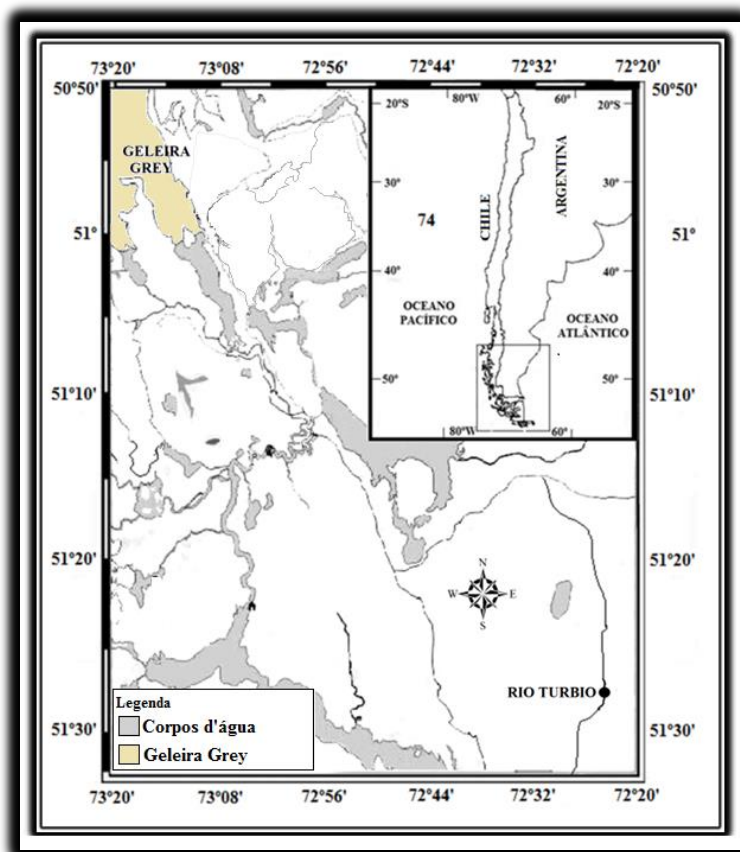 73°20' 73°08' 72°56' 72°44' 72°32' 72°20'
50°50' 50°50'
80°W 60°
20°S 20°S
GELEIRA
GREY
ARGENTINA
30° 30°
74
CHILE
51° 51°
40° 40°
OCEANO
PACÍFICO
OCEANO
ATLÂNTICO
50° 50°
51°10' 51°10'
80°W 60°
51°20' 51°20'
N
W E
S
RIO TURBIO
Legenda
Corpos d'água
Geleira Grey
51°30' 51°30'
73°20' 73°08' 72°56' 72°44' 72°32' 72°20'